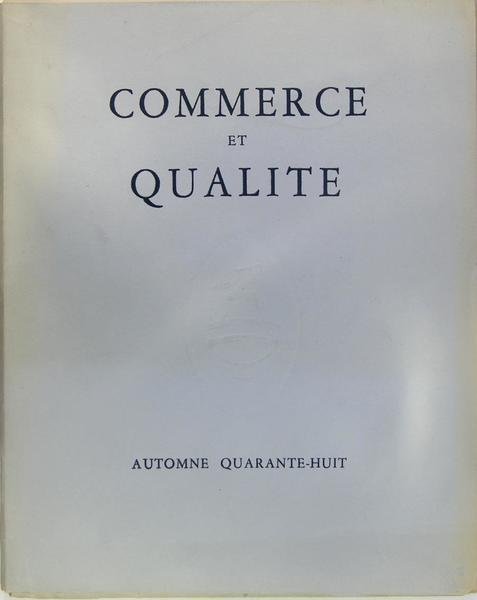 COMMERCE
ET
QUALITE
AUTOMNE QUARANTE-HUIT